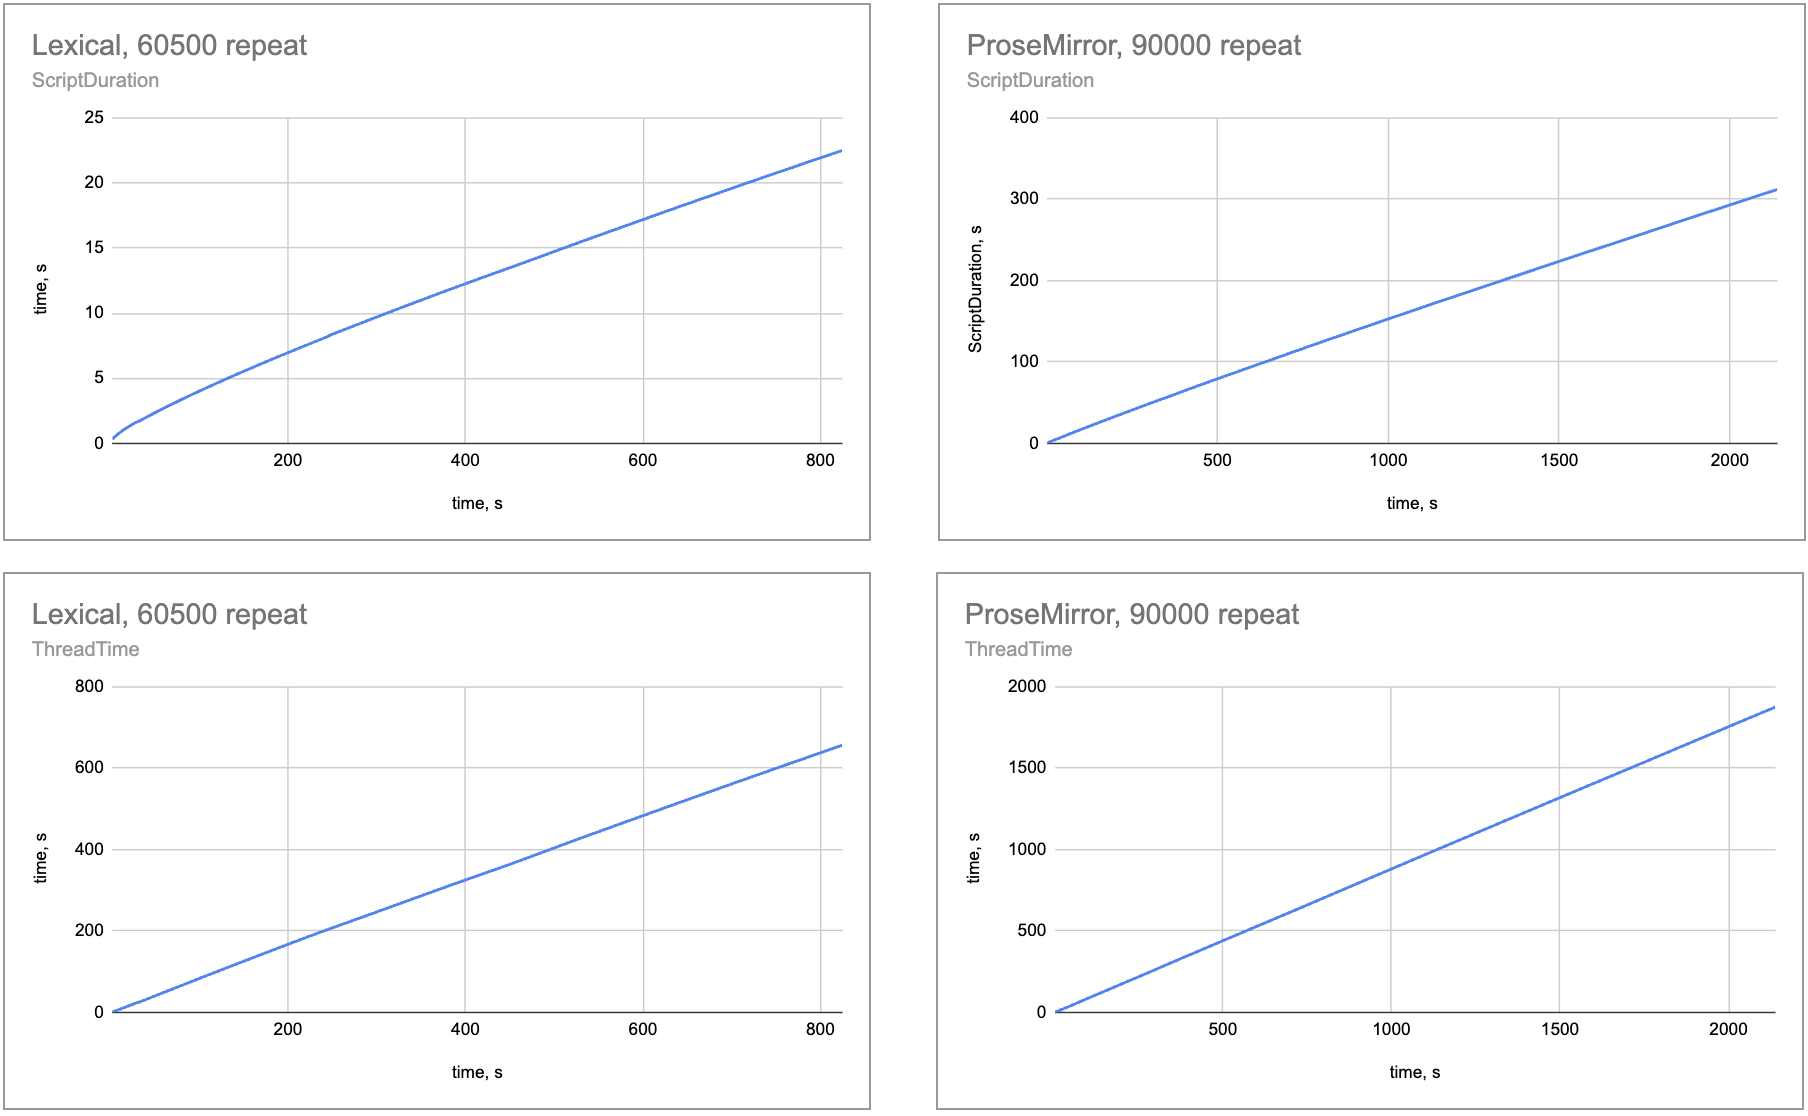 Lexical, 60500 repeat
ScriptDuration
25
20
15
10
5
0
time, s
200 400 600 800
time, s
ProseMirror, 90000 repeat
ScriptDuration
400
300
200
100
0
ScriptDuration, s
500 1000 1500 2000
time, s
Lexical, 60500 repeat
ThreadTime
800
600
400
200
0
time, s
200 400 600 800
time, s
ProseMirror, 90000 repeat
ThreadTime
2000
1500
1000
500
0
time, s
500 1000 1500 2000
time, s